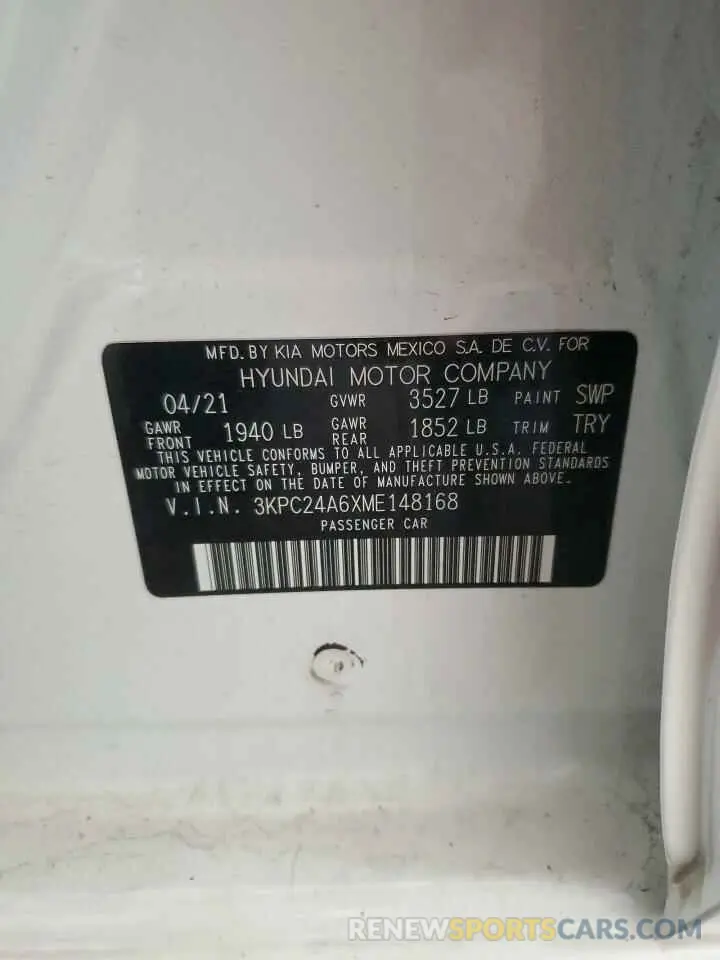 MFD. BY KIA MOTORS MEXICO S.A. DE C.V. FOR
HYUNDAI MOTOR COMPANY
04/21 GVWR 3527 LB PAINT SWP
GAWR FRONT 1940 LB GAWR REAR 1852 LB TRIM TRY
THIS VEHICLE CONFORMS TO ALL APPLICABLE U.S.A. FEDERAL
MOTOR VEHICLE SAFETY, BUMPER, AND THEFT PREVENTION STANDARDS
IN EFFECT ON THE DATE OF MANUFACTURE SHOWN ABOVE.
V.I.N. 3KPC24A6XME148168
PASSENGER CAR
RENEWSPORTSCARS.COM